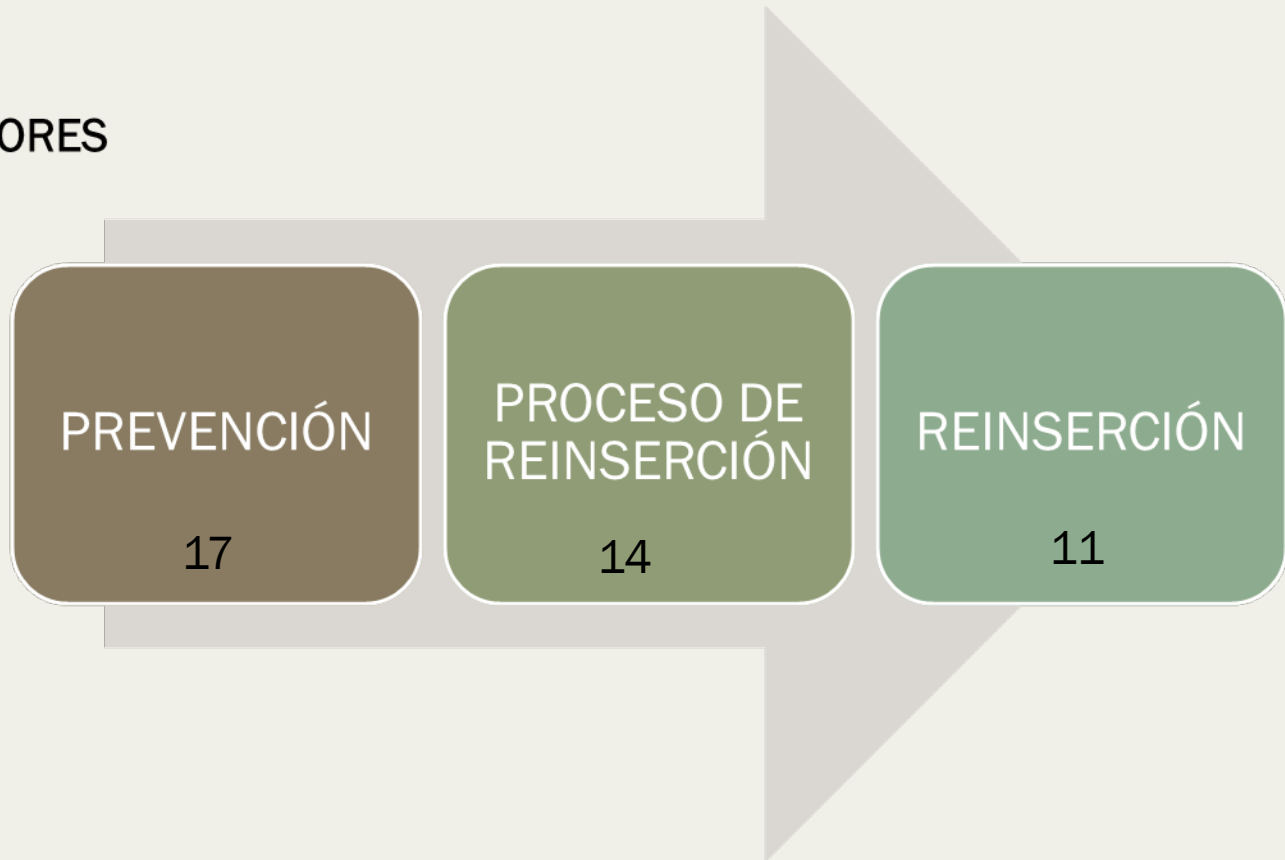 ORES
PREVENCIÓN
17
PROCESO DE
REINSERCIÓN
14
REINSERCIÓN
11